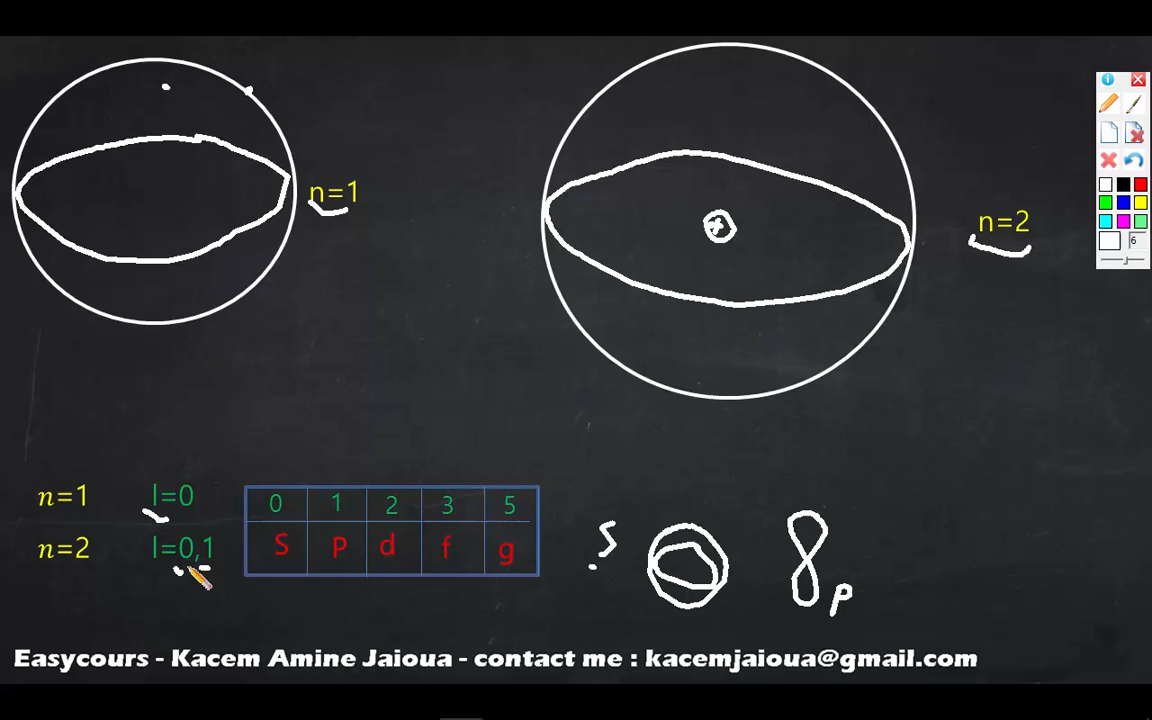 n=1
n=2
n=1 l=0
n=2 l=0,1
0 1 2 3 5
S P d f g
S
P
Easycours - Kacem Amine Jaioua - contact me : kacemjaioua@gmail.com
6